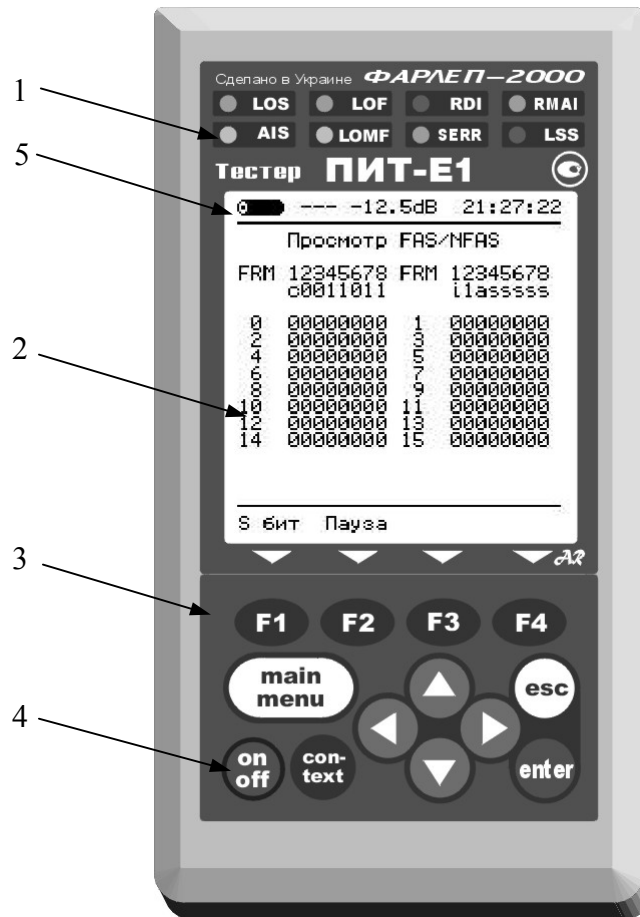 Сделано в Украине ФАРЛЕП-2000
LOS LOF RDI RMAI
1
AIS LOMF SERR LSS
5
Тестер ПИТ-E1
--- -12.5dB 21:27:22
Просмотр FAS/NFAS
FRM 12345678 FRM 12345678
c0011011 i1asssss
0 00000000 1 00000000
2 00000000 3 00000000
2
4 00000000 5 00000000
6 00000000 7 00000000
8 00000000 9 00000000
10 00000000 11 00000000
12 00000000 13 00000000
14 00000000 15 00000000
S бит Пауза
AR
3
F1 F2 F3 F4
main menu
esc
4
on off
con-
text
enter